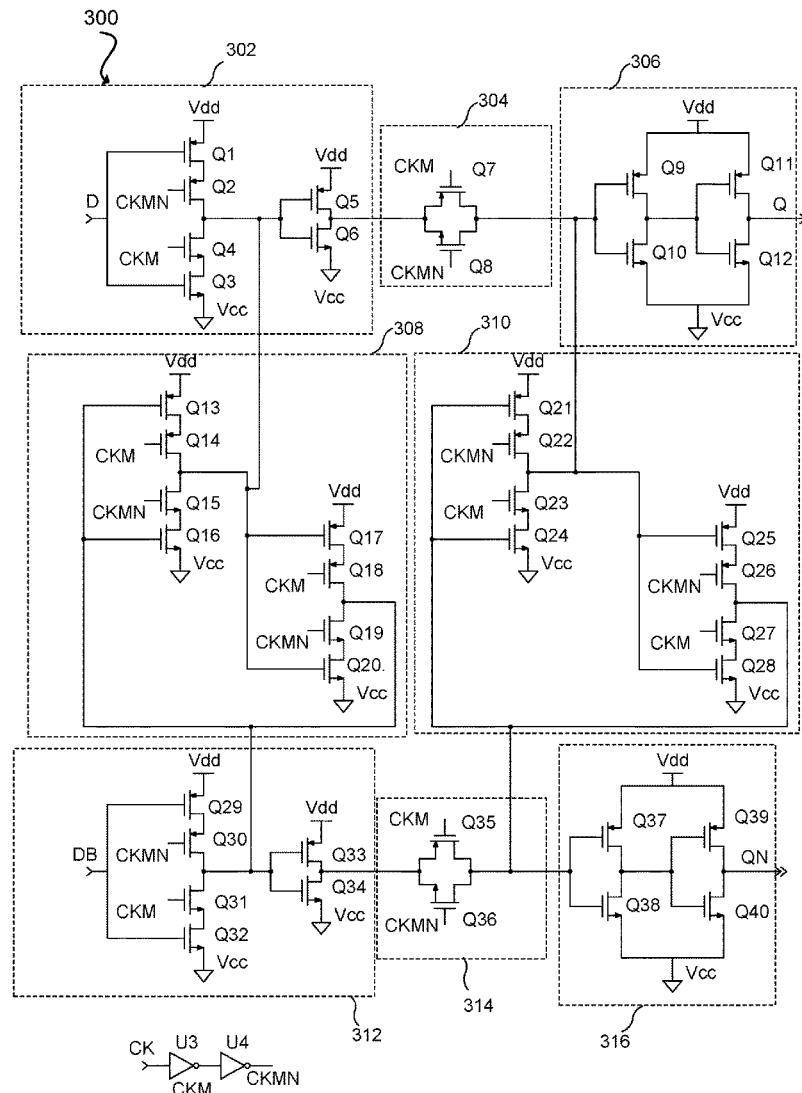 300
302
Vdd
Q1
Q2
D
CKMN
Q4
CKM
Q3
Vcc
Vdd
Q5
Q6
Vcc
304
CKM
Q7
Q8
CKMN
306
Vdd
Q9
Q11
Q
Q10
Q12
Vcc
308
Vdd
Q13
Q14
CKM
Q15
CKMN
Q16
Vcc
Vdd
Q17
Q18
CKM
Q19
CKMN
Q20.
Vcc
310
Vdd
Q21
Q22
CKMN
Q23
CKM
Q24
Vcc
Vdd
Q25
Q26
CKMN
Q27
CKM
Q28
Vcc
Vdd
Q29
Q30
DB
CKMN
Q31
CKM
Q32
Vcc
Vdd
Q33
Q34
Vcc
312
CKM
Q35
CKMN
Q36
314
Vdd
Q37
Q39
QN
Q38
Q40
Vcc
316
CK
U3
U4
CKM
CKMN